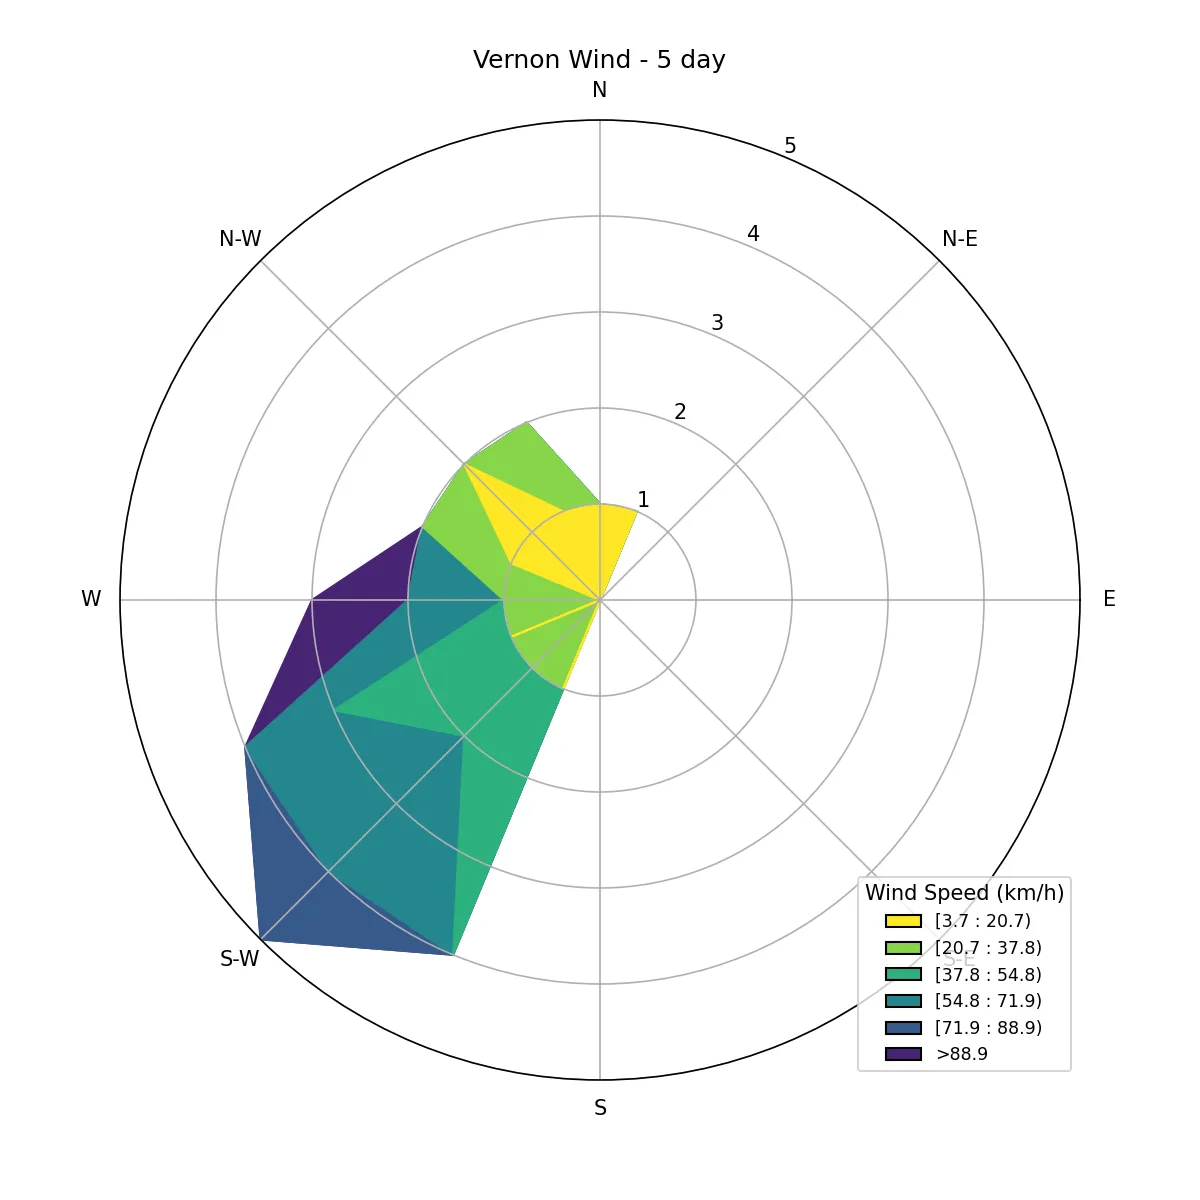 Vernon Wind - 5 day
N
5
N-W
N-E
4
3
2
1
W
E
Wind Speed (km/h)
[3.7 : 20.7)
[20.7 : 37.8)
S-W
S-E
[37.8 : 54.8)
[54.8 : 71.9)
[71.9 : 88.9)
>88.9
S